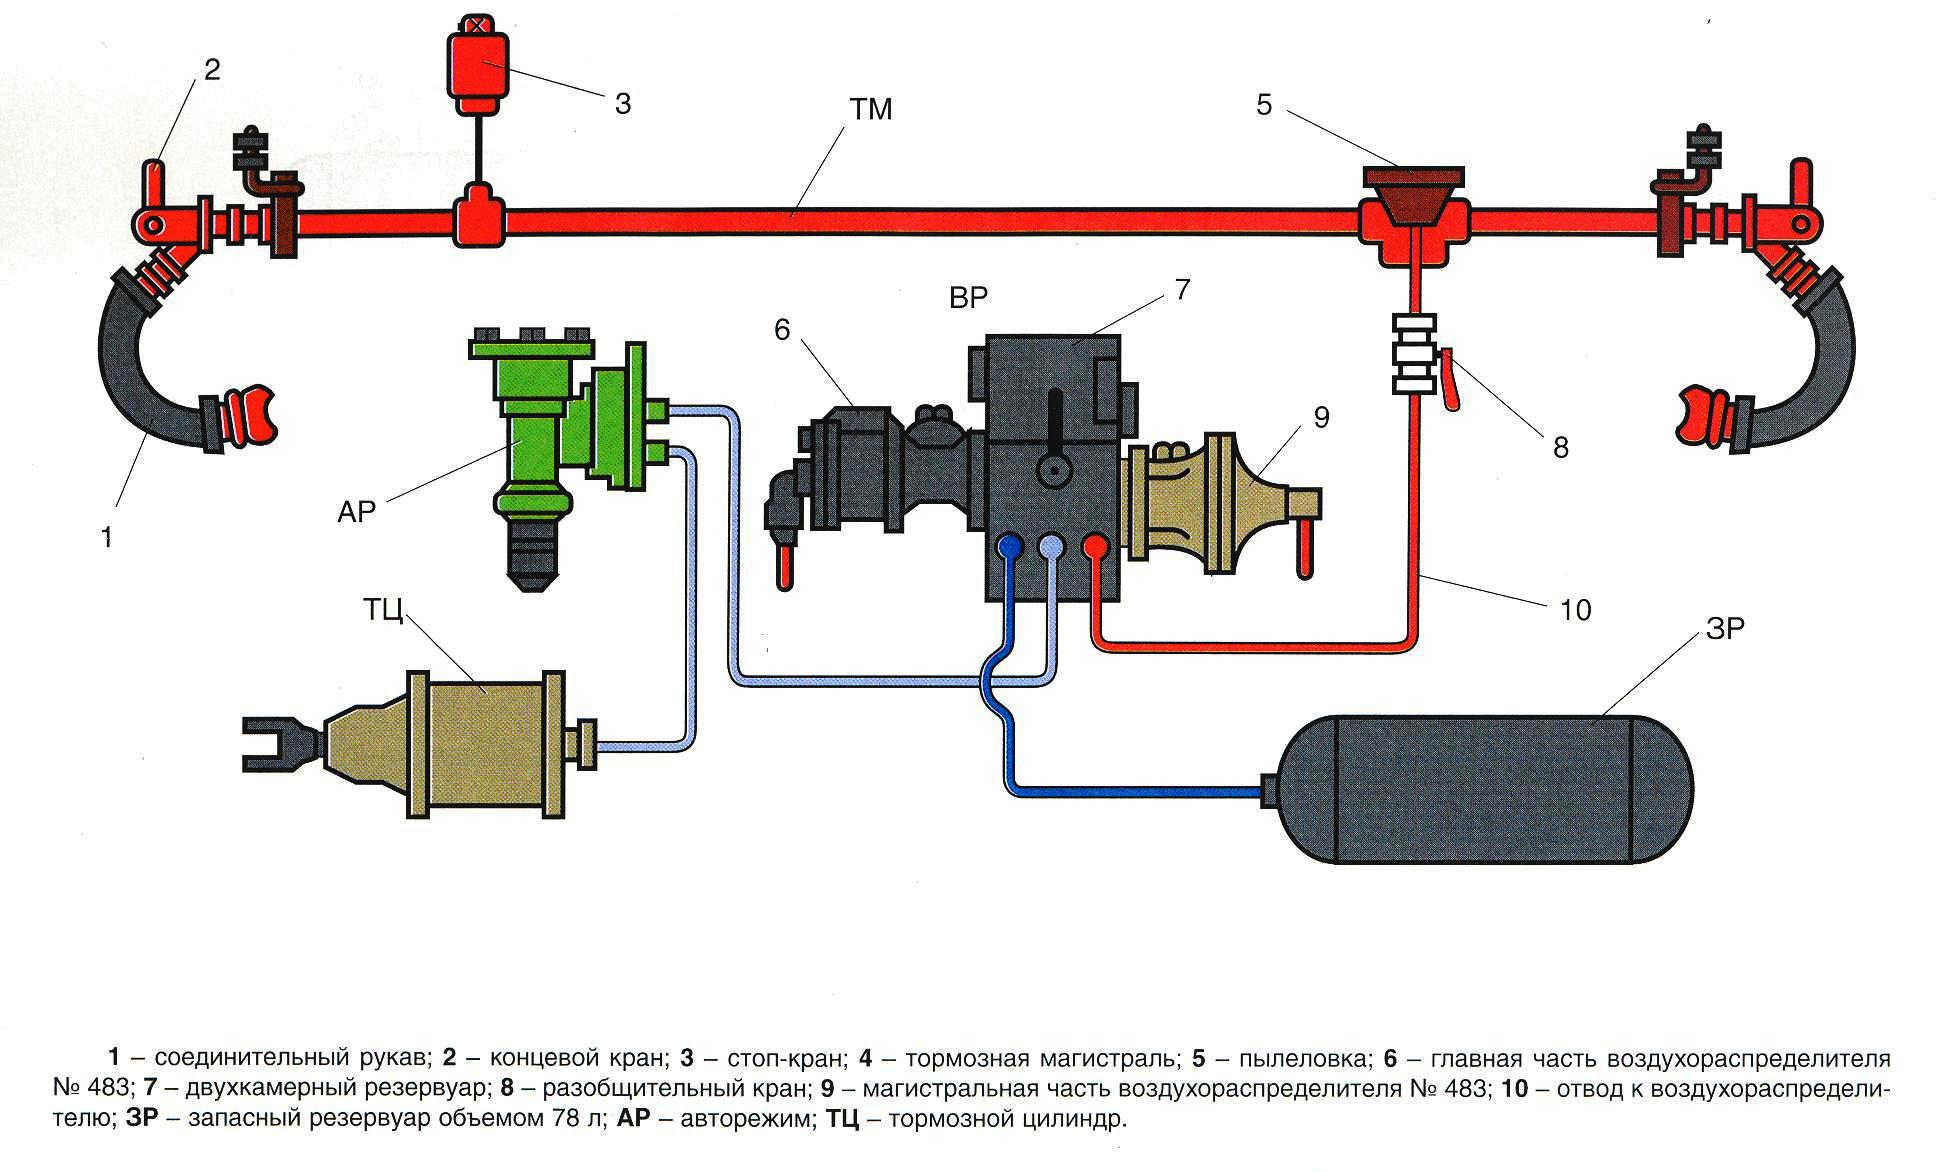 2
3
ТМ
5
ВР
7
6
9
8
АР
1
ТЦ
10
ЗР
1 – соединительный рукав; 2 – концевой кран; 3 – стоп-кран; 4 – тормозная магистраль; 5 – пылеловка; 6 – главная часть воздухораспределителя
№ 483; 7 – двухкамерный резервуар; 8 – разобщительный кран; 9 – магистральная часть воздухораспределителя № 483; 10 – отвод к воздухораспредели-
телю; ЗР – запасный резервуар объемом 78 л; АР – авторежим; ТЦ – тормозной цилиндр.